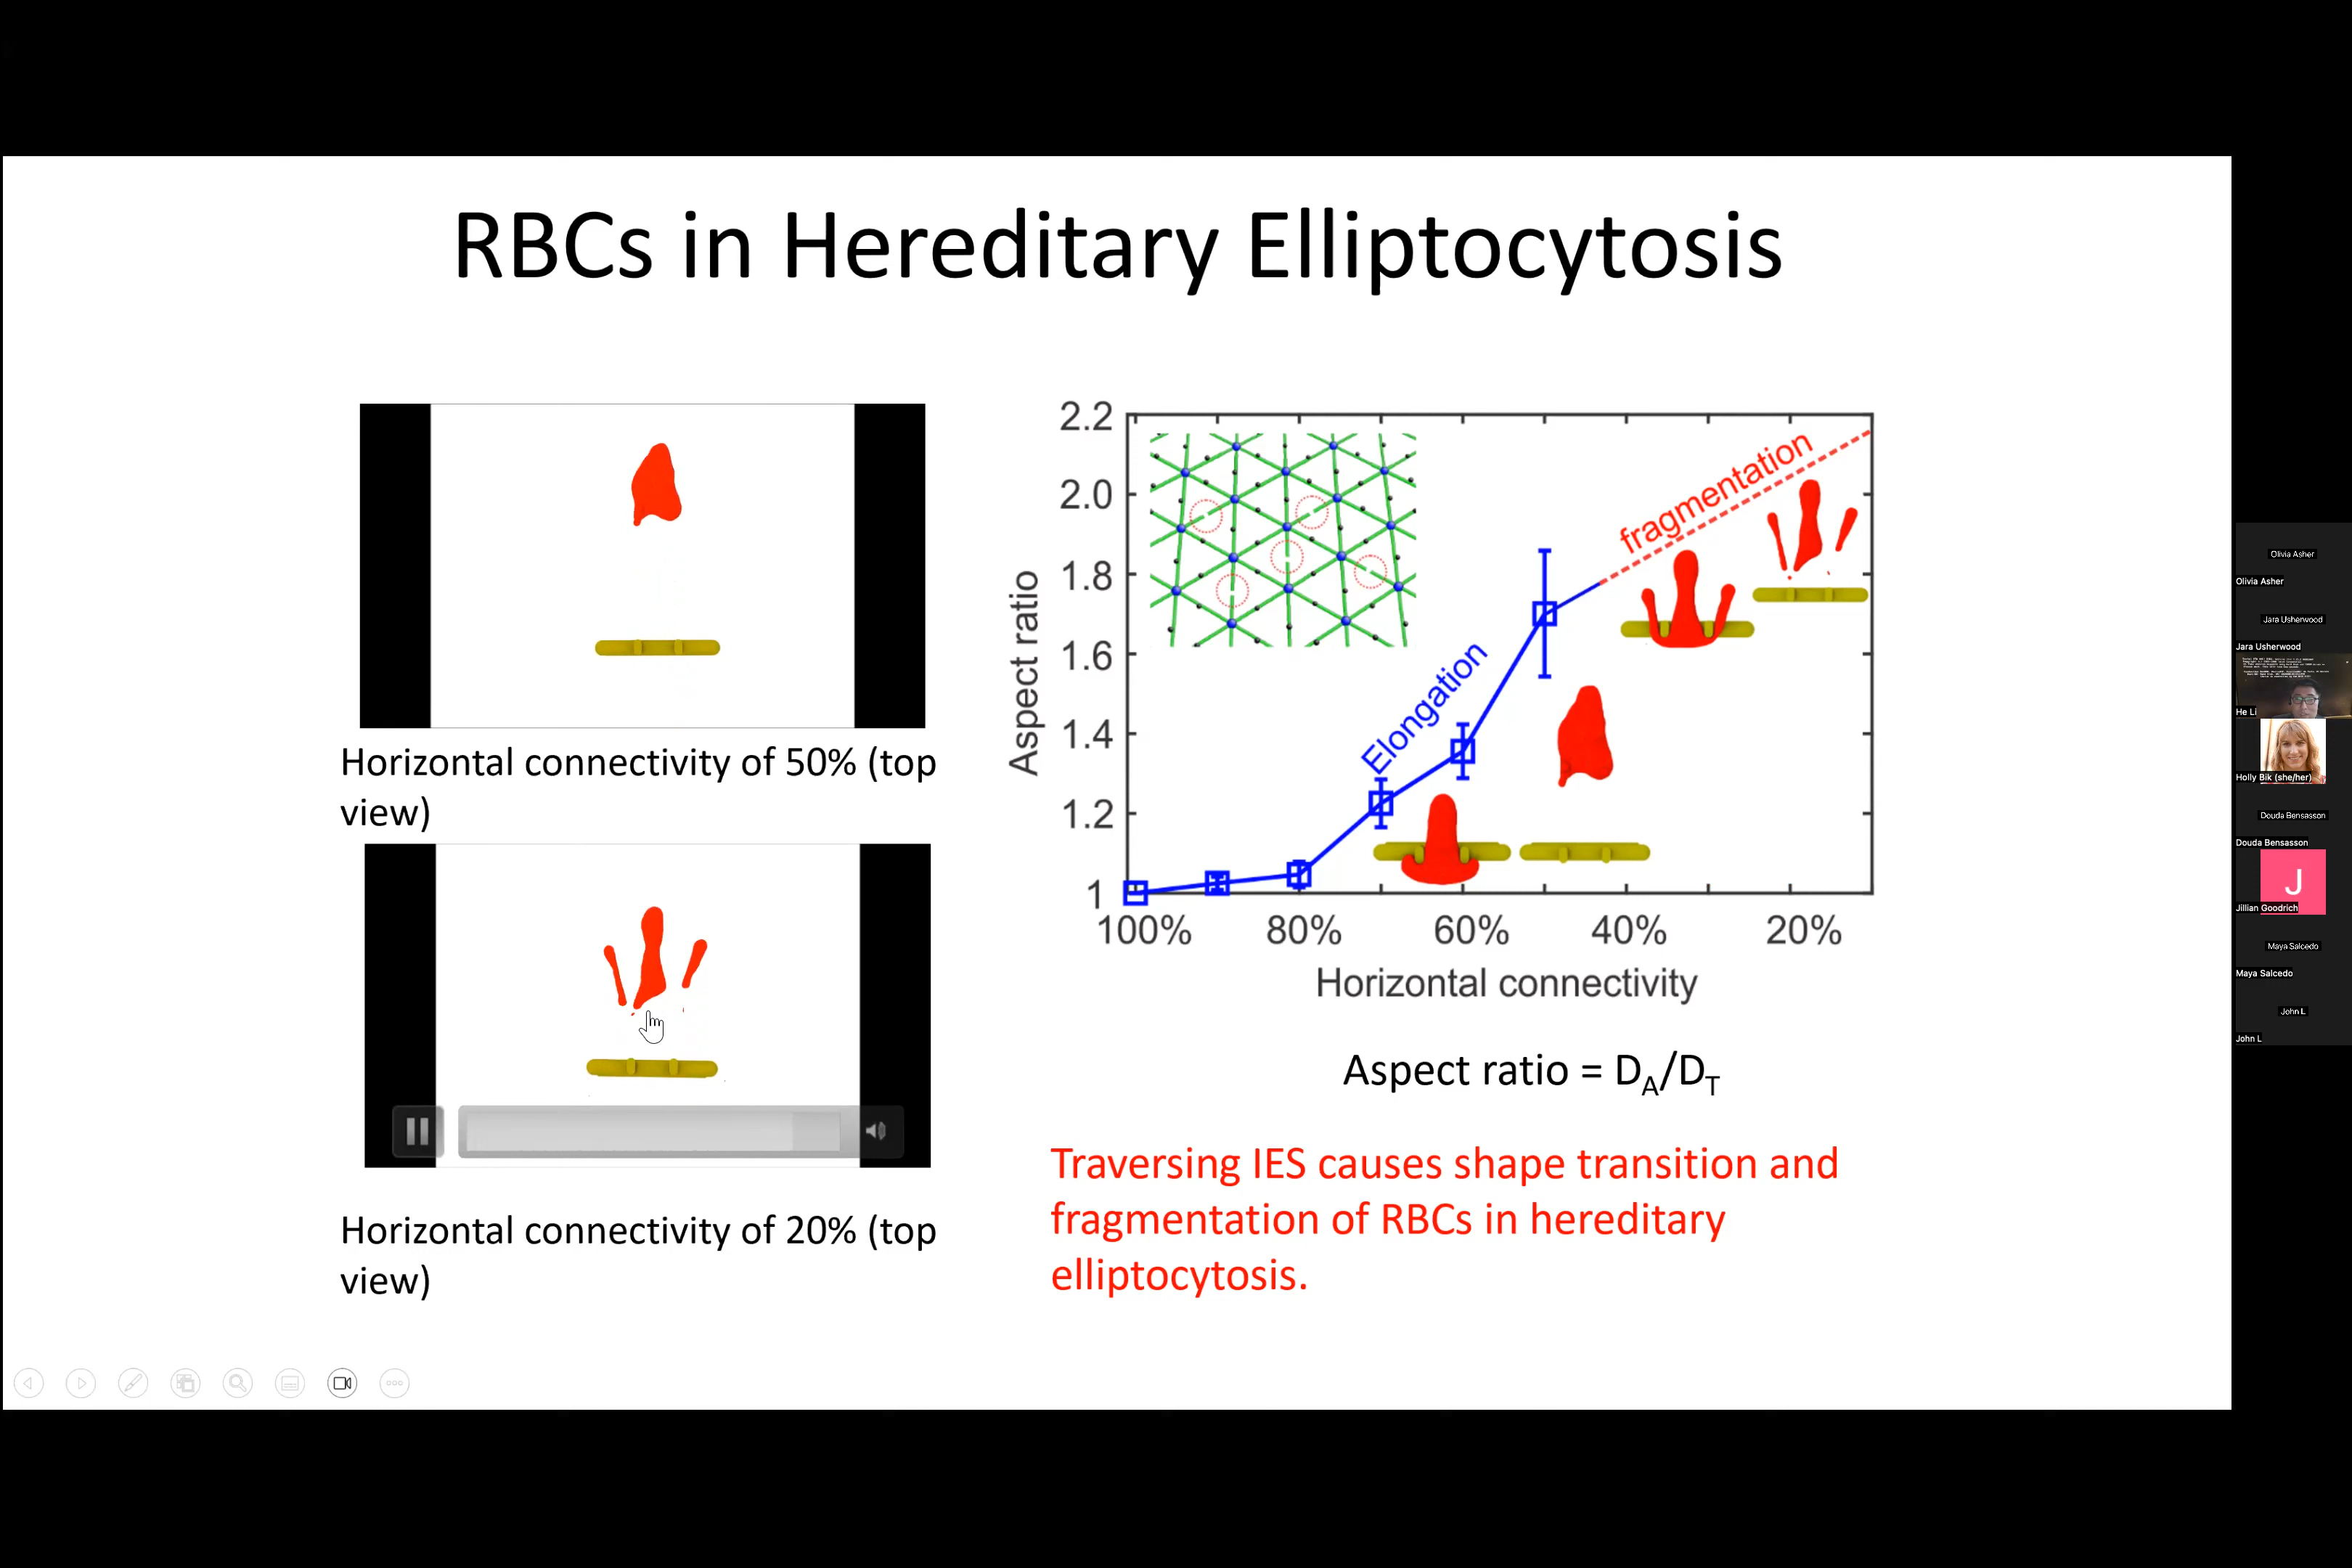 RBCs in Hereditary Elliptocytosis
Horizontal connectivity of 50% (top
view)
Horizontal connectivity of 20% (top
view)
2.2
2.0
1.8
1.6
1.4
1.2
1
Aspect ratio
Elongation
fragmentation
100%
80%
60%
40%
20%
Horizontal connectivity
Aspect ratio = D_A/D_T
Traversing IES causes shape transition and
fragmentation of RBCs in hereditary
elliptocytosis.
Olivia Asher
Olivia Asher
Jara Usherwood
Jara Usherwood
He Li
Holly Bik (she/her)
Douda Bensasson
Douda Bensasson
J
Jillian Goodrich
Maya Salcedo
Maya Salcedo
John L
John L